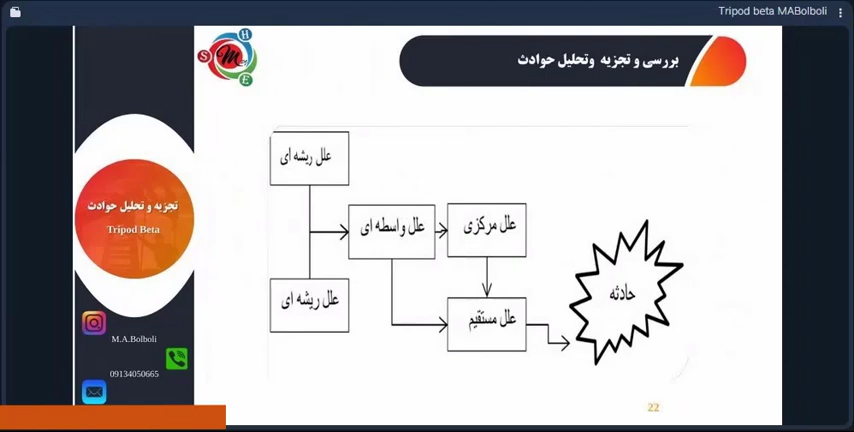 Tripod beta MABolboli
H
S
M
E
بررسی و تجزیه وتحلیل حوادث
تجزیه و تحلیل حوادث
Tripod Beta
علل ریشه ای
علل واسطه ای
علل مرکزی
علل ریشه ای
علل مستقیم
حادثه
M.A.Bolboli
09134050665
22